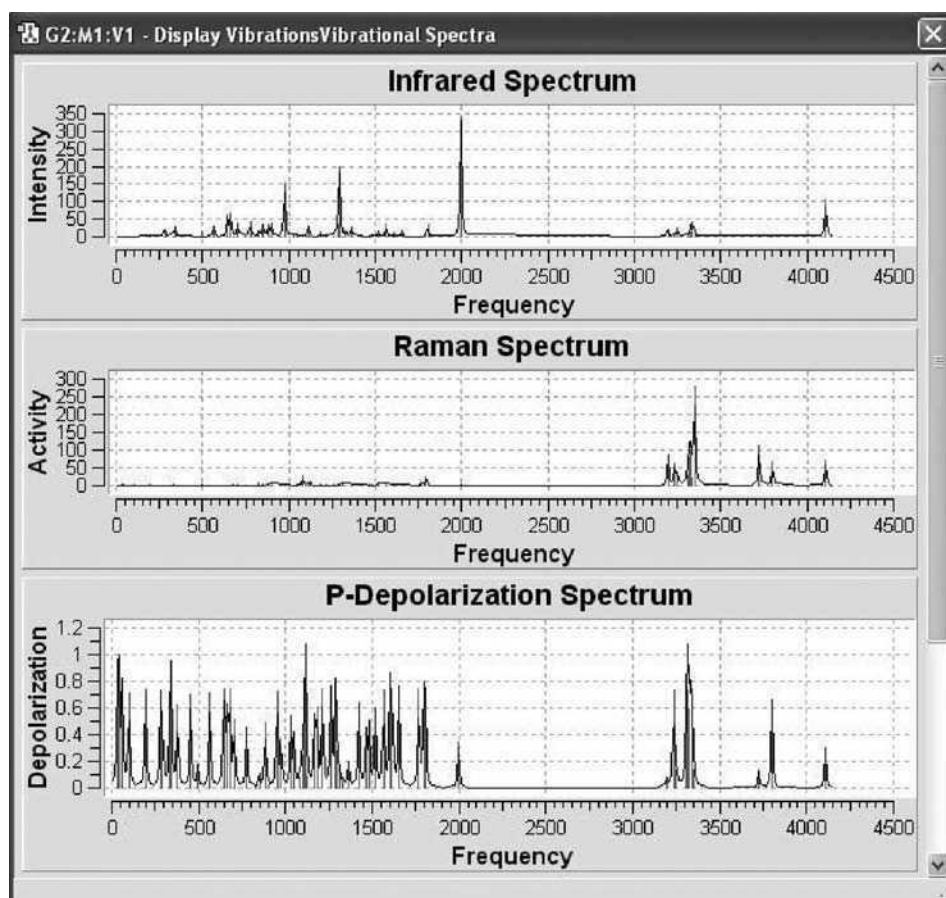 G2:M1:V1 - Display VibrationsVibrational Spectra
Infrared Spectrum
Intensity
350
300
250
200
150
100
50
0
0 500 1000 1500 2000 2500 3000 3500 4000 4500
Frequency
Raman Spectrum
Activity
300
250
200
150
100
50
0
0 500 1000 1500 2000 2500 3000 3500 4000 4500
Frequency
P-Depolarization Spectrum
Depolarization
1.2
1
0.8
0.6
0.4
0.2
0
0 500 1000 1500 2000 2500 3000 3500 4000 4500
Frequency